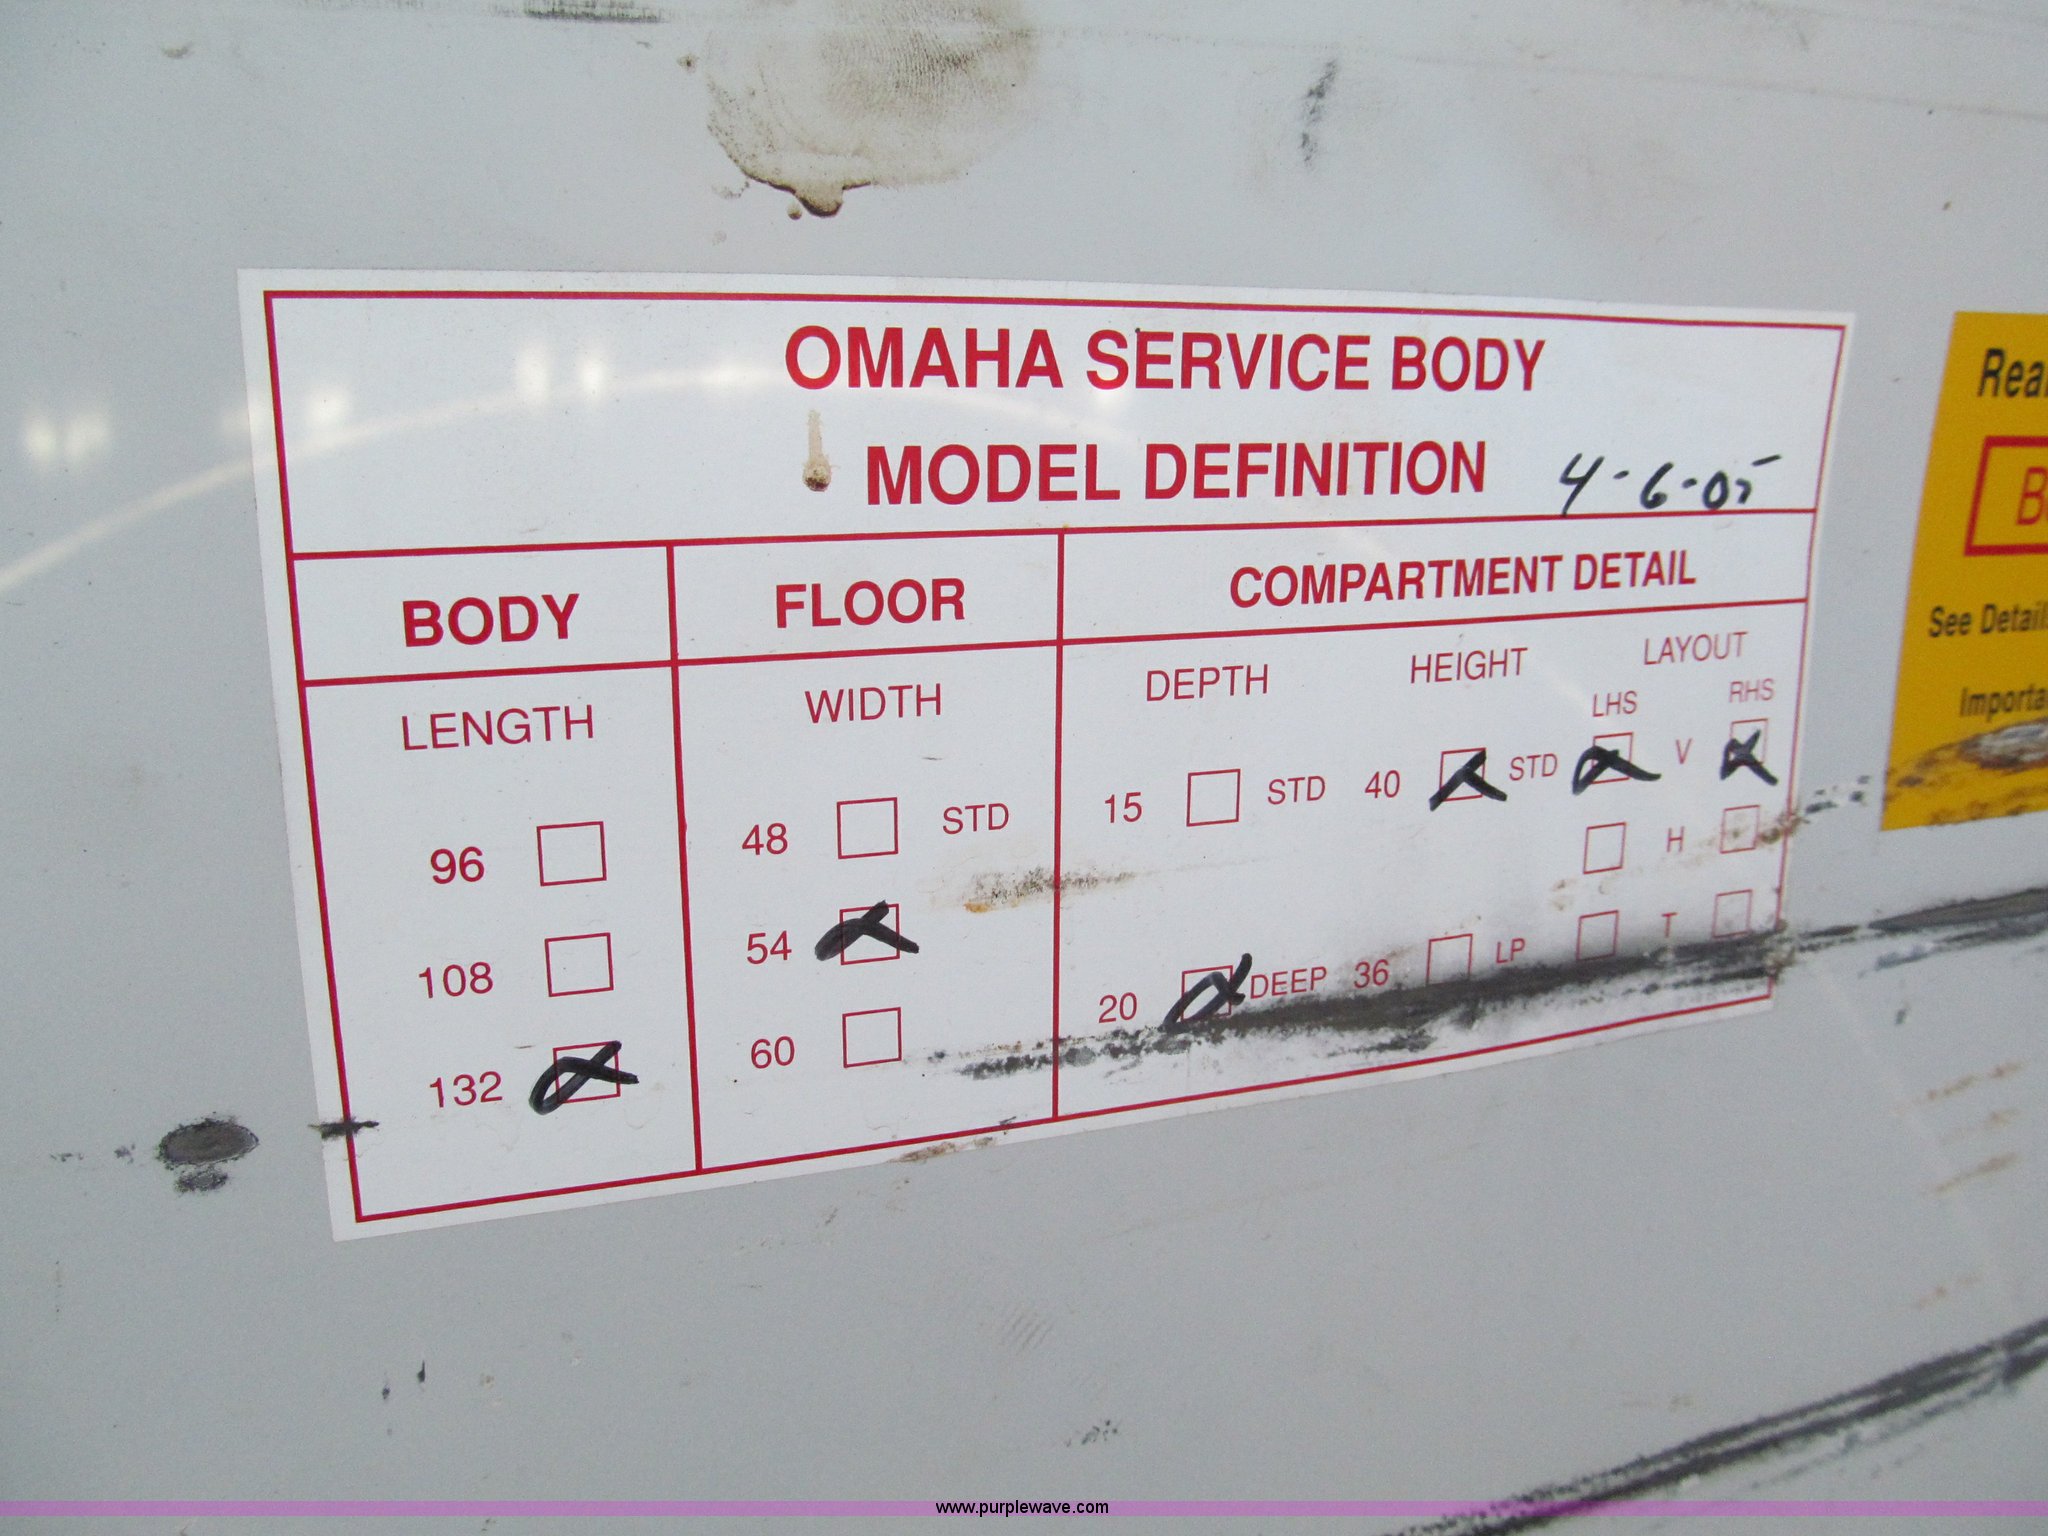 OMAHA SERVICE BODY
MODEL DEFINITION 4-6-05
BODY FLOOR COMPARTMENT DETAIL
LENGTH WIDTH DEPTH HEIGHT LAYOUT
LHS RHS
96 48 STD 15 STD 40 STD V
H
108 54 20 DEEP 36 LP T
132 60
See
www.purplewave.com